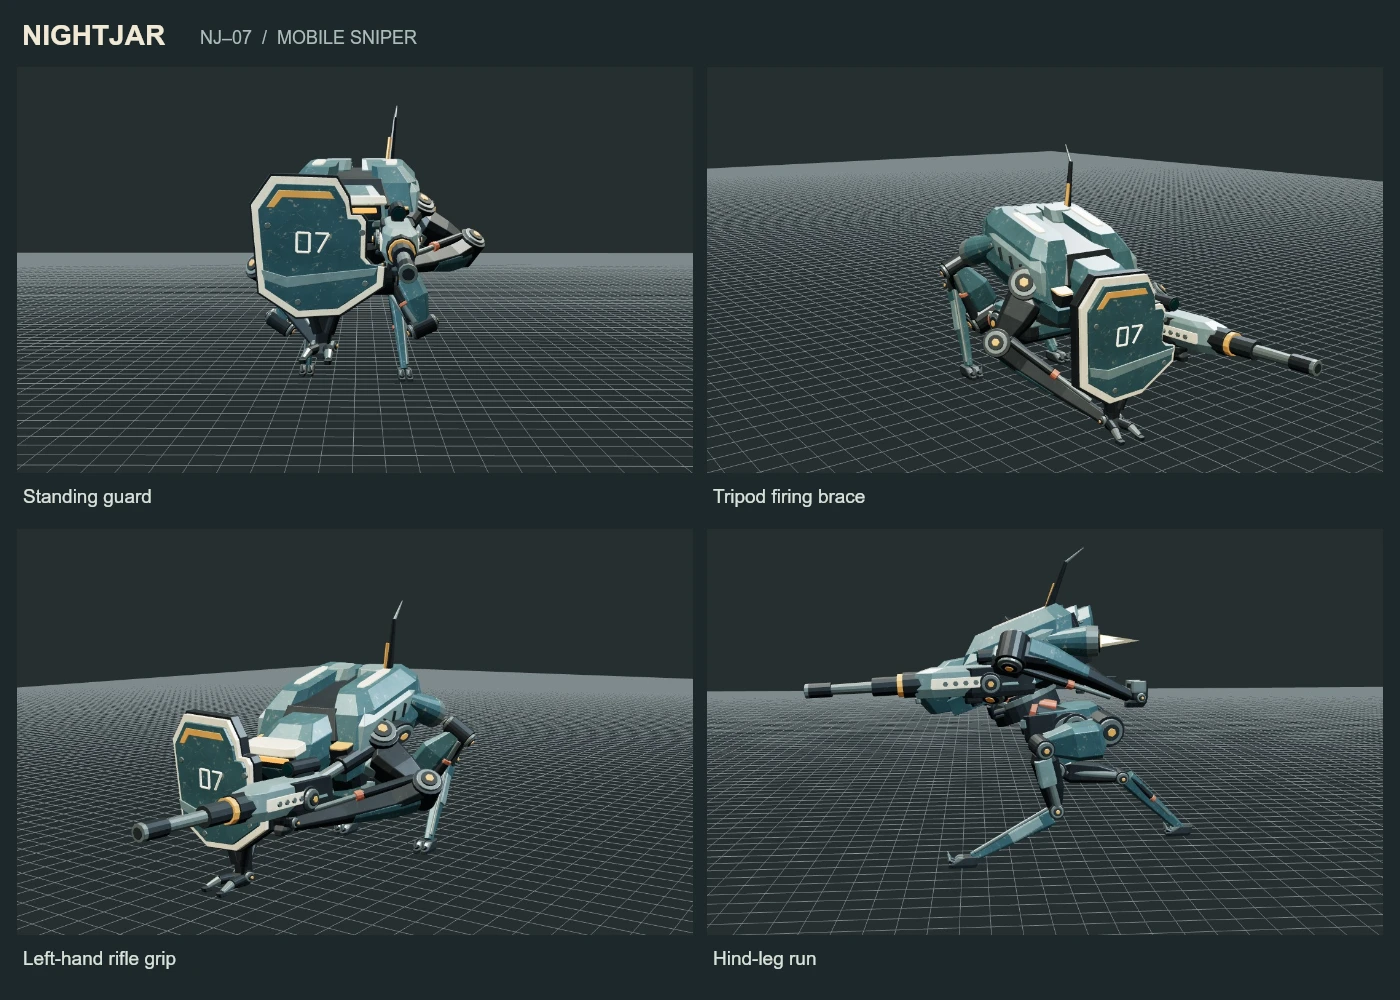 NIGHTJAR
NJ–07 / MOBILE SNIPER
07
07
Standing guard
Tripod firing brace
07
Left-hand rifle grip
Hind-leg run